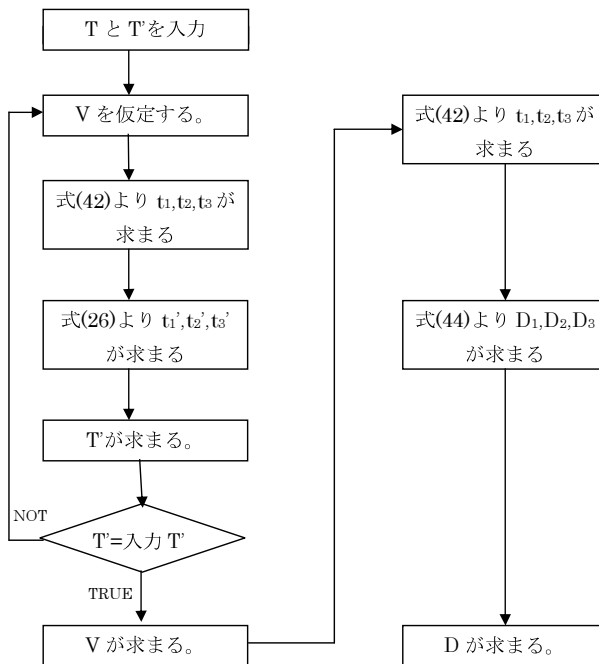 T と T'を入力
V を仮定する。
式(42)より t₁,t₂,t₃ が
求まる
式(26)より t₁',t₂',t₃'
が求まる
T'が求まる。
NOT
T'=入力 T'
TRUE
V が求まる。
式(42)より t₁,t₂,t₃ が
求まる
式(44)より D₁,D₂,D₃
が求まる
D が求まる。